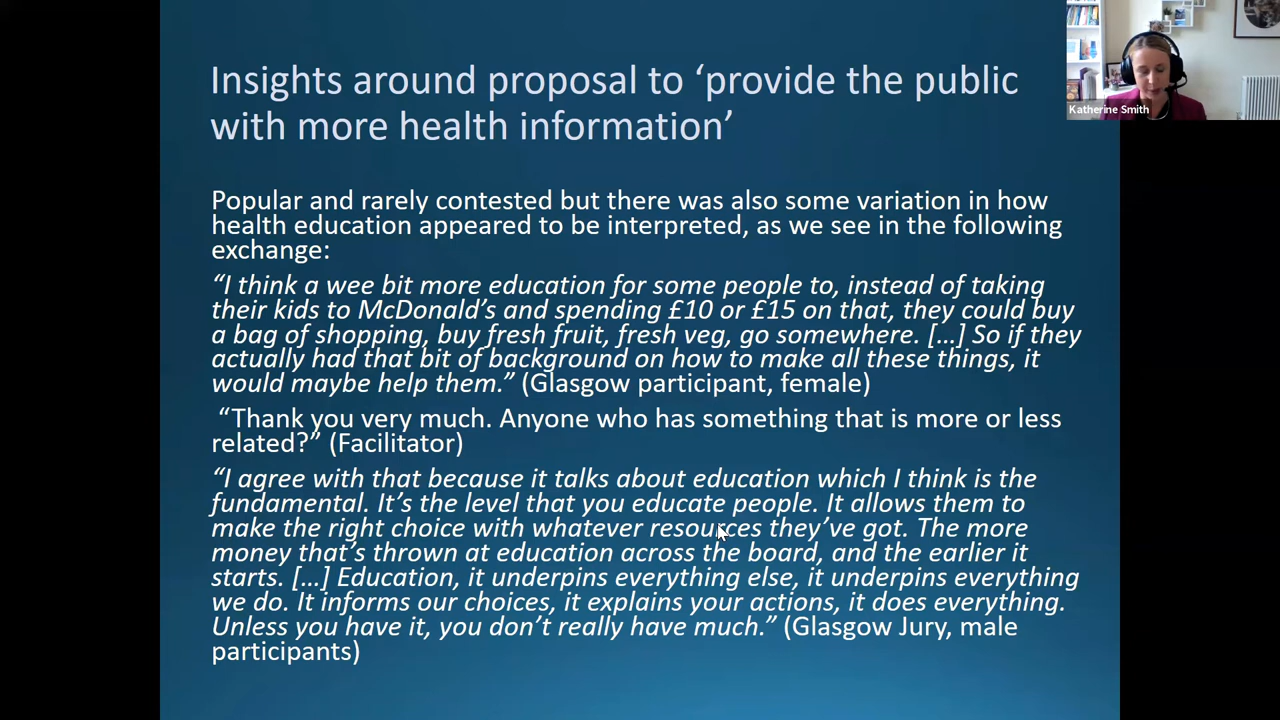 Insights around proposal to ‘provide the public
with more health information’
Katherine Smith
Popular and rarely contested but there was also some variation in how
health education appeared to be interpreted, as we see in the following
exchange:
“I think a wee bit more education for some people to, instead of taking
their kids to McDonald’s and spending £10 or £15 on that, they could buy
a bag of shopping, buy fresh fruit, fresh veg, go somewhere. […] So if they
actually had that bit of background on how to make all these things, it
would maybe help them.” (Glasgow participant, female)
“Thank you very much. Anyone who has something that is more or less
related?” (Facilitator)
“I agree with that because it talks about education which I think is the
fundamental. It’s the level that you educate people. It allows them to
make the right choice with whatever resources they’ve got. The more
money that’s thrown at education across the board, and the earlier it
starts. […] Education, it underpins everything else, it underpins everything
we do. It informs our choices, it explains your actions, it does everything.
Unless you have it, you don’t really have much.” (Glasgow Jury, male
participants)